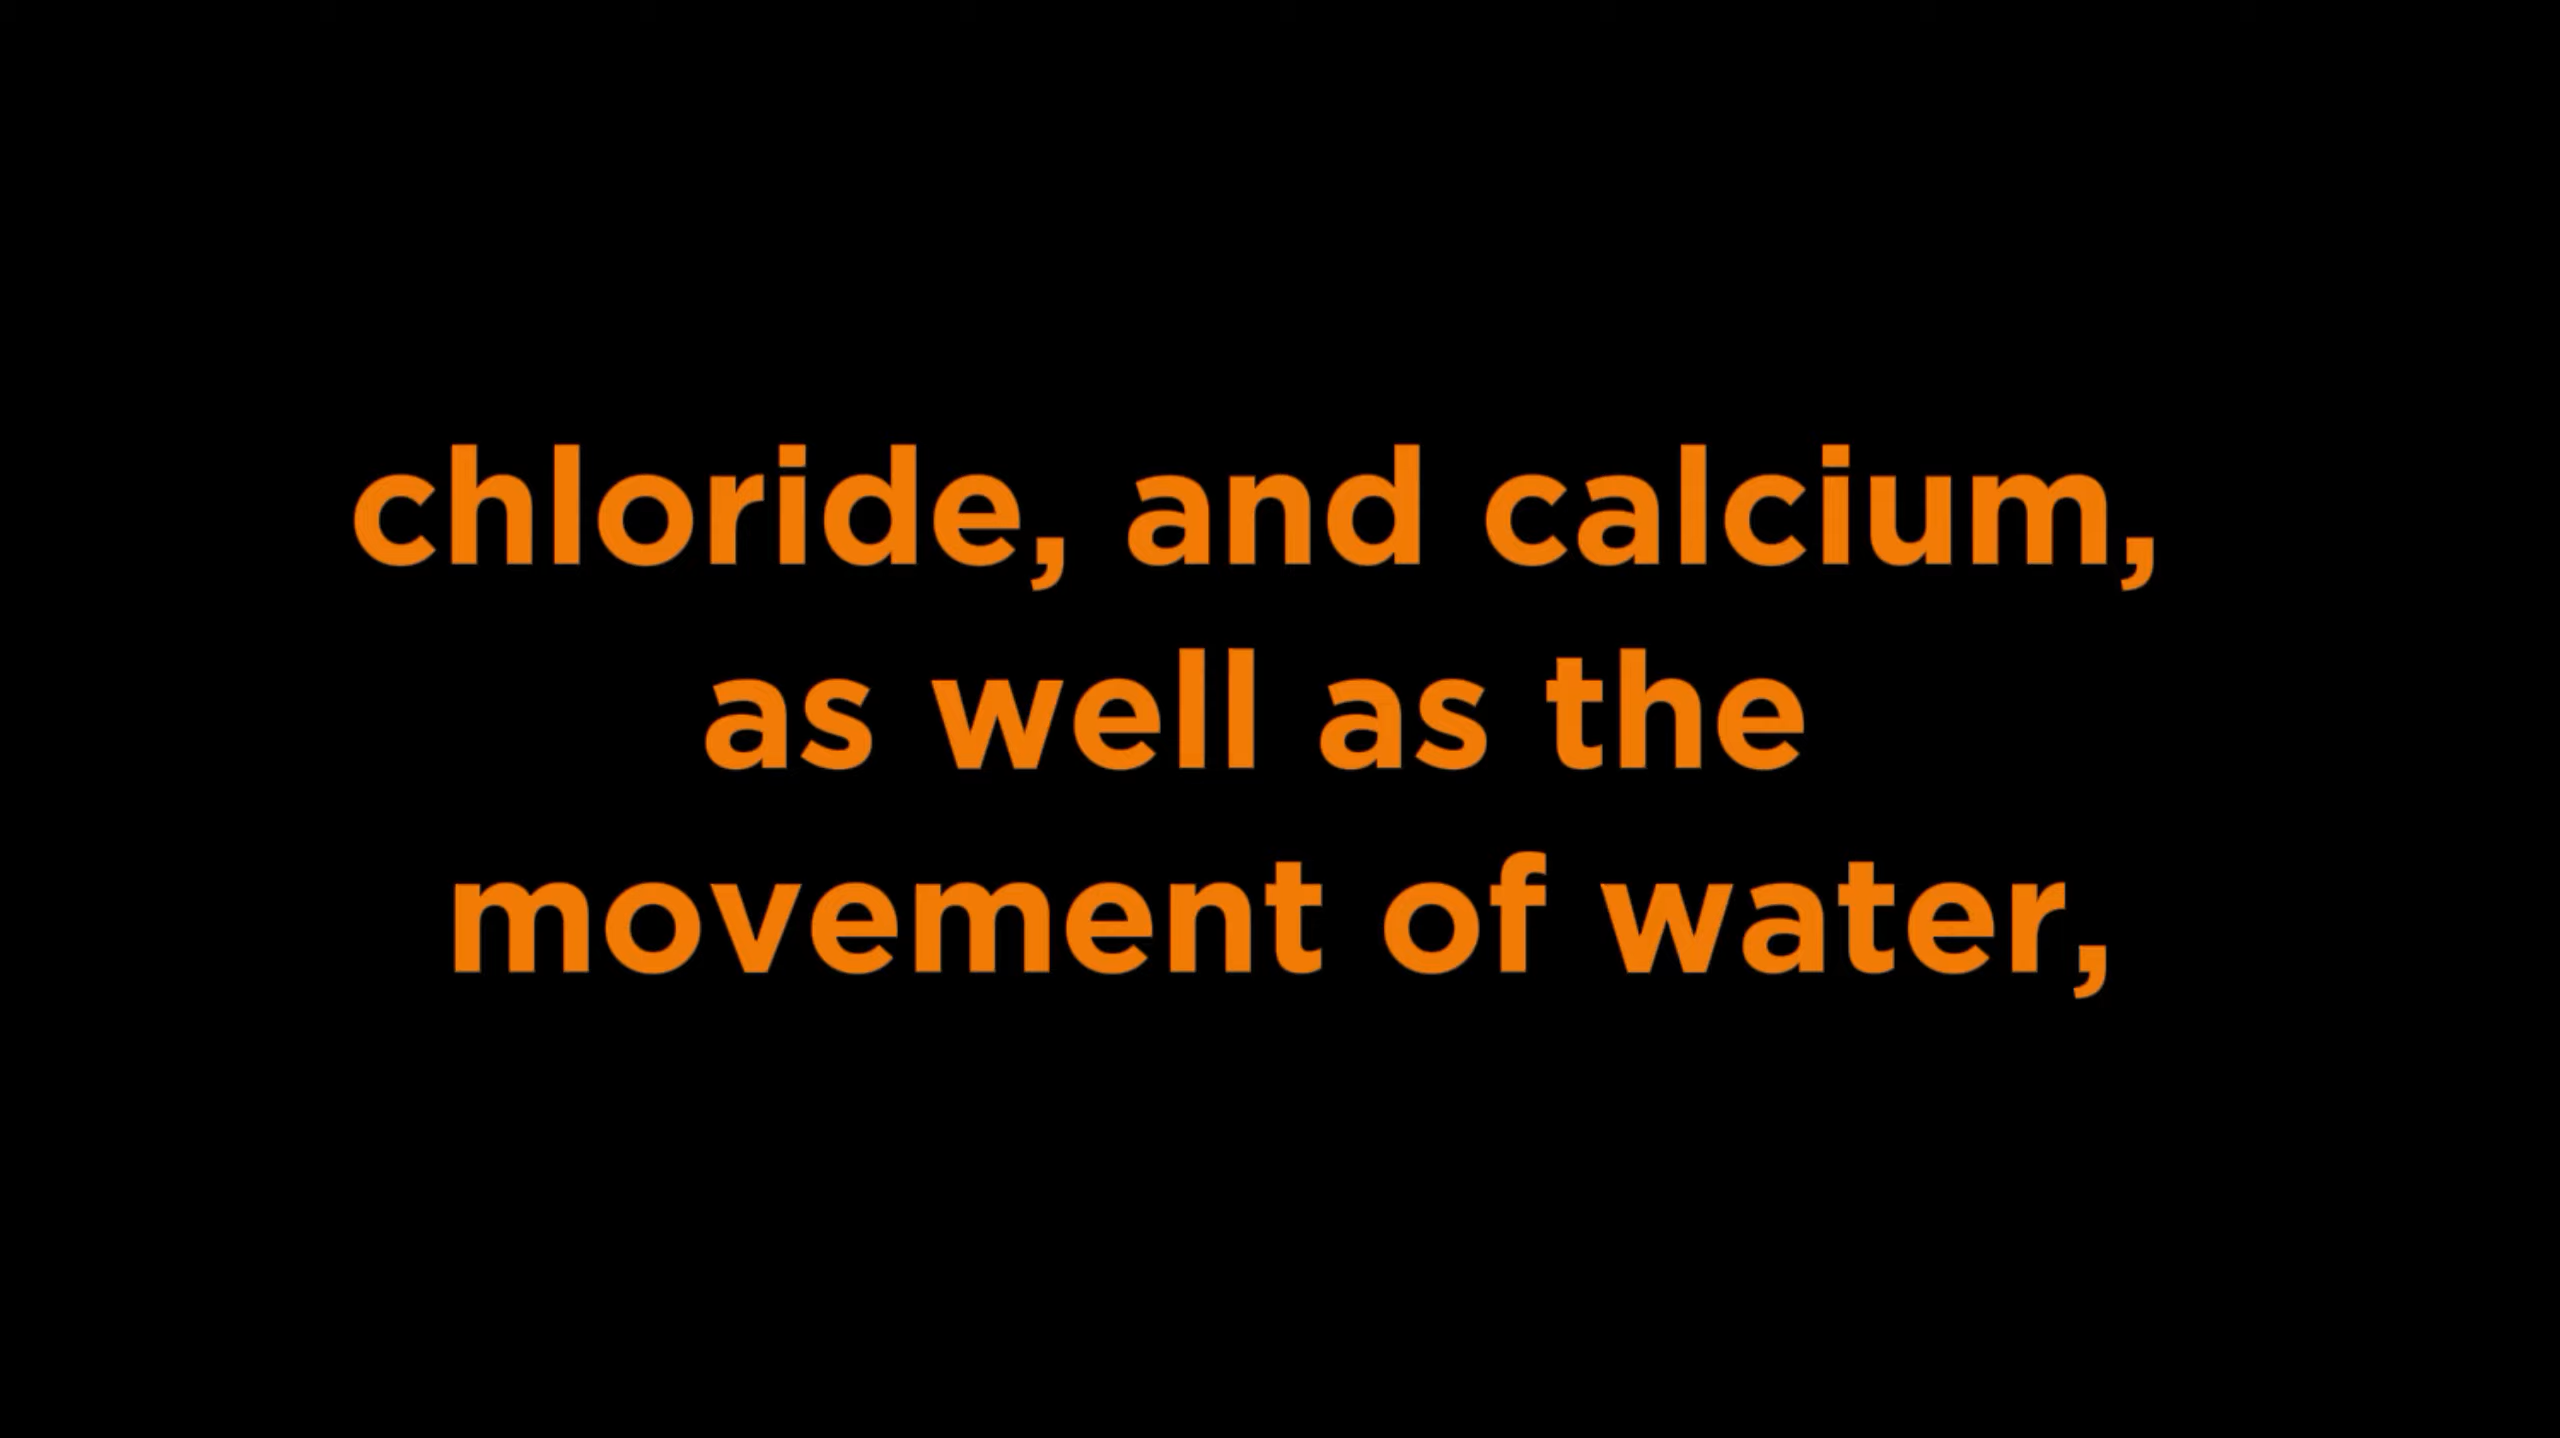 chloride, and calcium,
as well as the
movement of water,